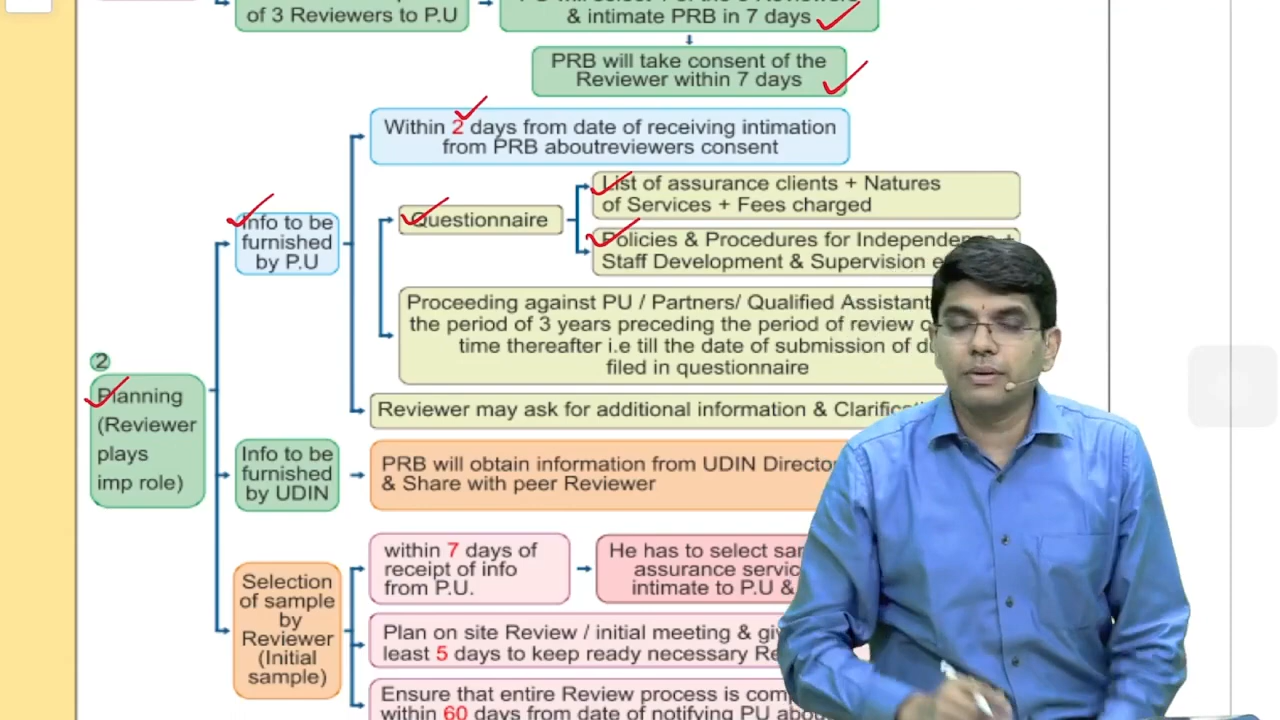 of 3 Reviewers to P.U
& intimate PRB in 7 days
PRB will take consent of the
Reviewer within 7 days
Within 2 days from date of receiving intimation
from PRB aboutreviewers consent
Info to be
furnished
by P.U
Questionnaire
List of assurance clients + Natures
of Services + Fees charged
Policies & Procedures for Independence +
Staff Development & Supervision
Proceeding against PU / Partners/ Qualified Assistant
the period of 3 years preceding the period of review
time thereafter i.e till the date of submission of
filed in questionnaire
Reviewer may ask for additional information &
2
Planning
(Reviewer
plays
imp role)
Info to be
furnished
by UDIN
PRB will obtain information from UDIN
& Share with peer Reviewer
Selection
of sample
by
Reviewer
(Initial
sample)
within 7 days of
receipt of info
from P.U.
He has to select
assurance
intimate to P.U &
Plan on site Review / initial meeting &
least 5 days to keep ready necessary
Ensure that entire Review process is
within 60 days from date of notifying PU